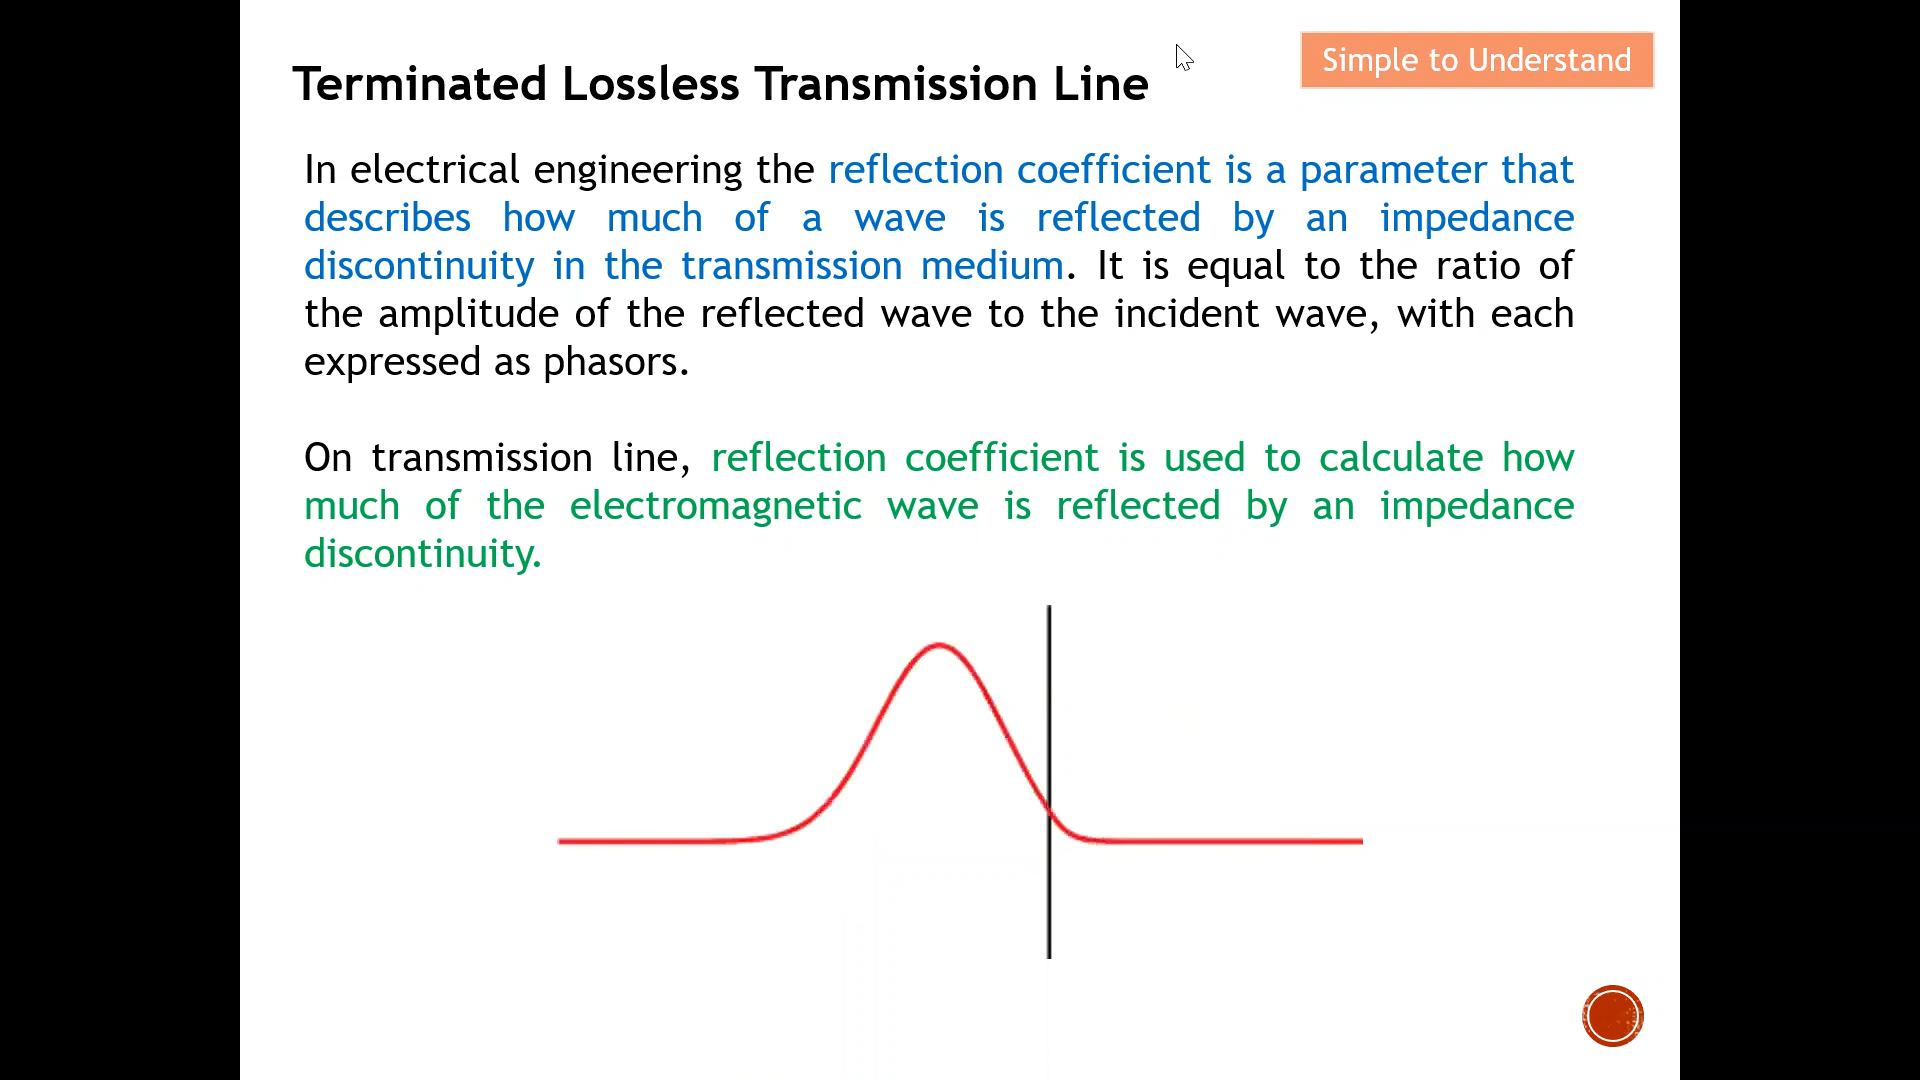 Terminated Lossless Transmission Line
Simple to Understand
In electrical engineering the reflection coefficient is a parameter that
describes how much of a wave is reflected by an impedance
discontinuity in the transmission medium. It is equal to the ratio of
the amplitude of the reflected wave to the incident wave, with each
expressed as phasors.
On transmission line, reflection coefficient is used to calculate how
much of the electromagnetic wave is reflected by an impedance
discontinuity.